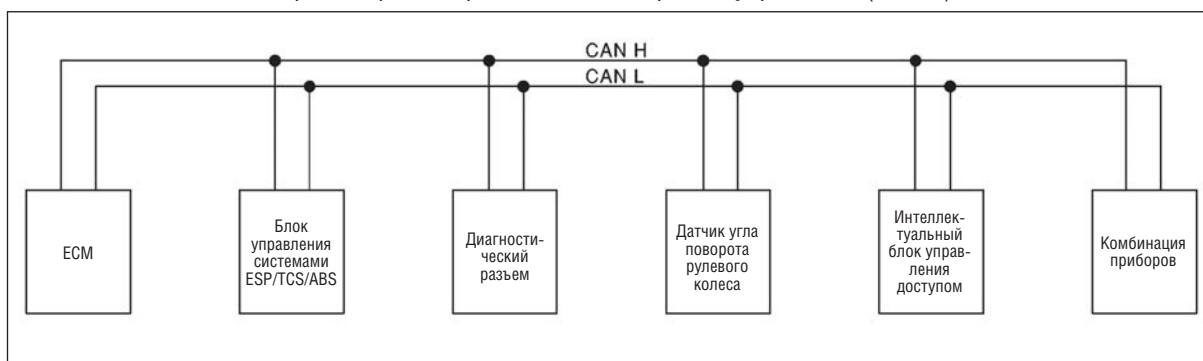 CAN H
CAN L
ECM
Блок
управления
системами
ESP/TCS/ABS
Диагности-
ческий
разъем
Датчик угла
поворота
рулевого
колеса
Интеллек-
туальный
блок управ-
ления
доступом
Комбинация
приборов